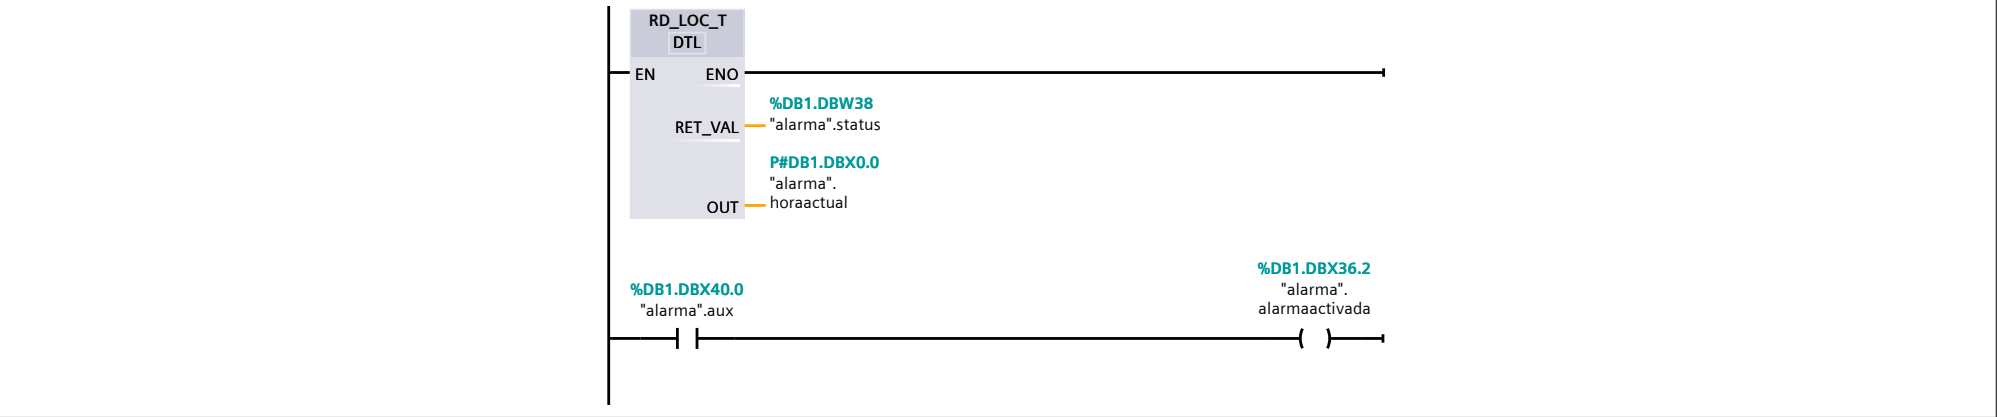 RD_LOC_T
DTL
EN
ENO
%DB1.DBW38
RET_VAL
"alarma".status
P#DB1.DBX0.0
"alarma".
OUT
horaactual
%DB1.DBX40.0
"alarma".aux
%DB1.DBX36.2
"alarma".
alarmaactivada